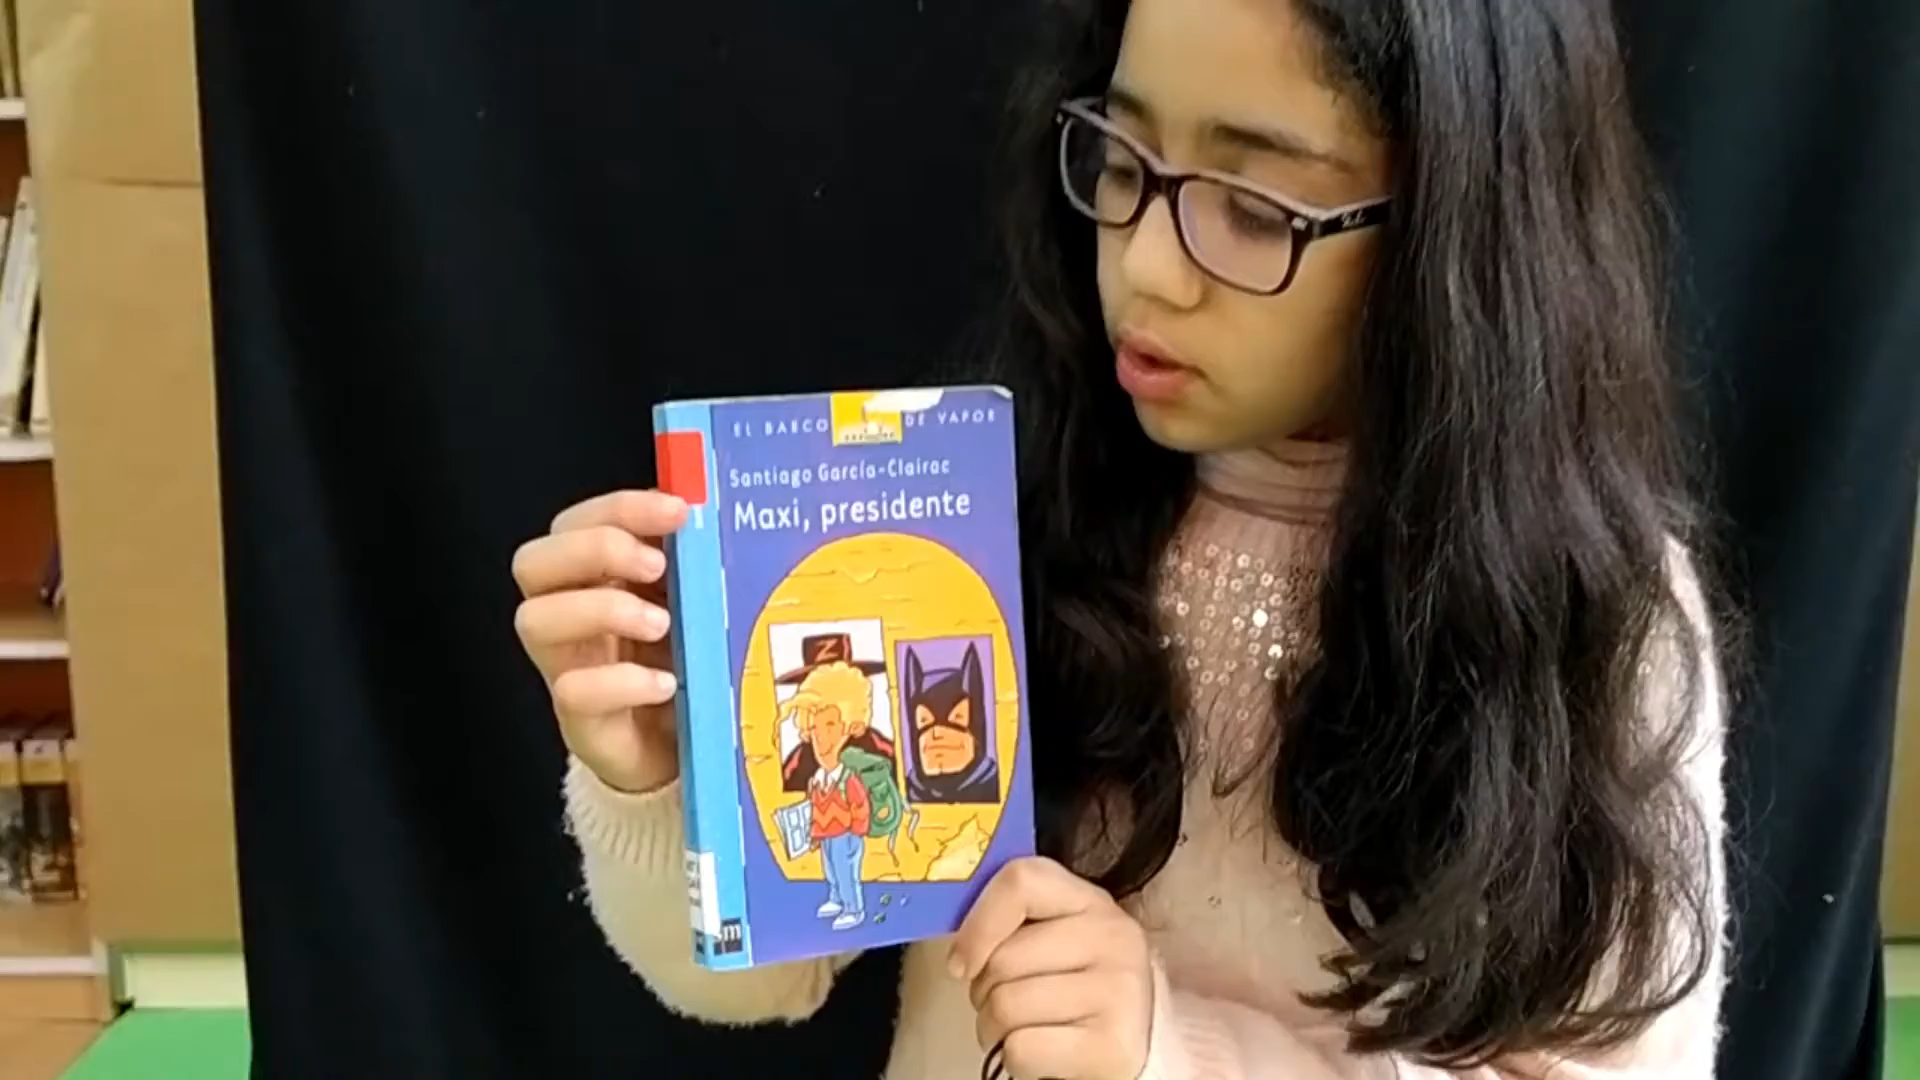 EL BARCO DE VAPOR
Santiago García-Clairac
Maxi, presidente
Z
sm